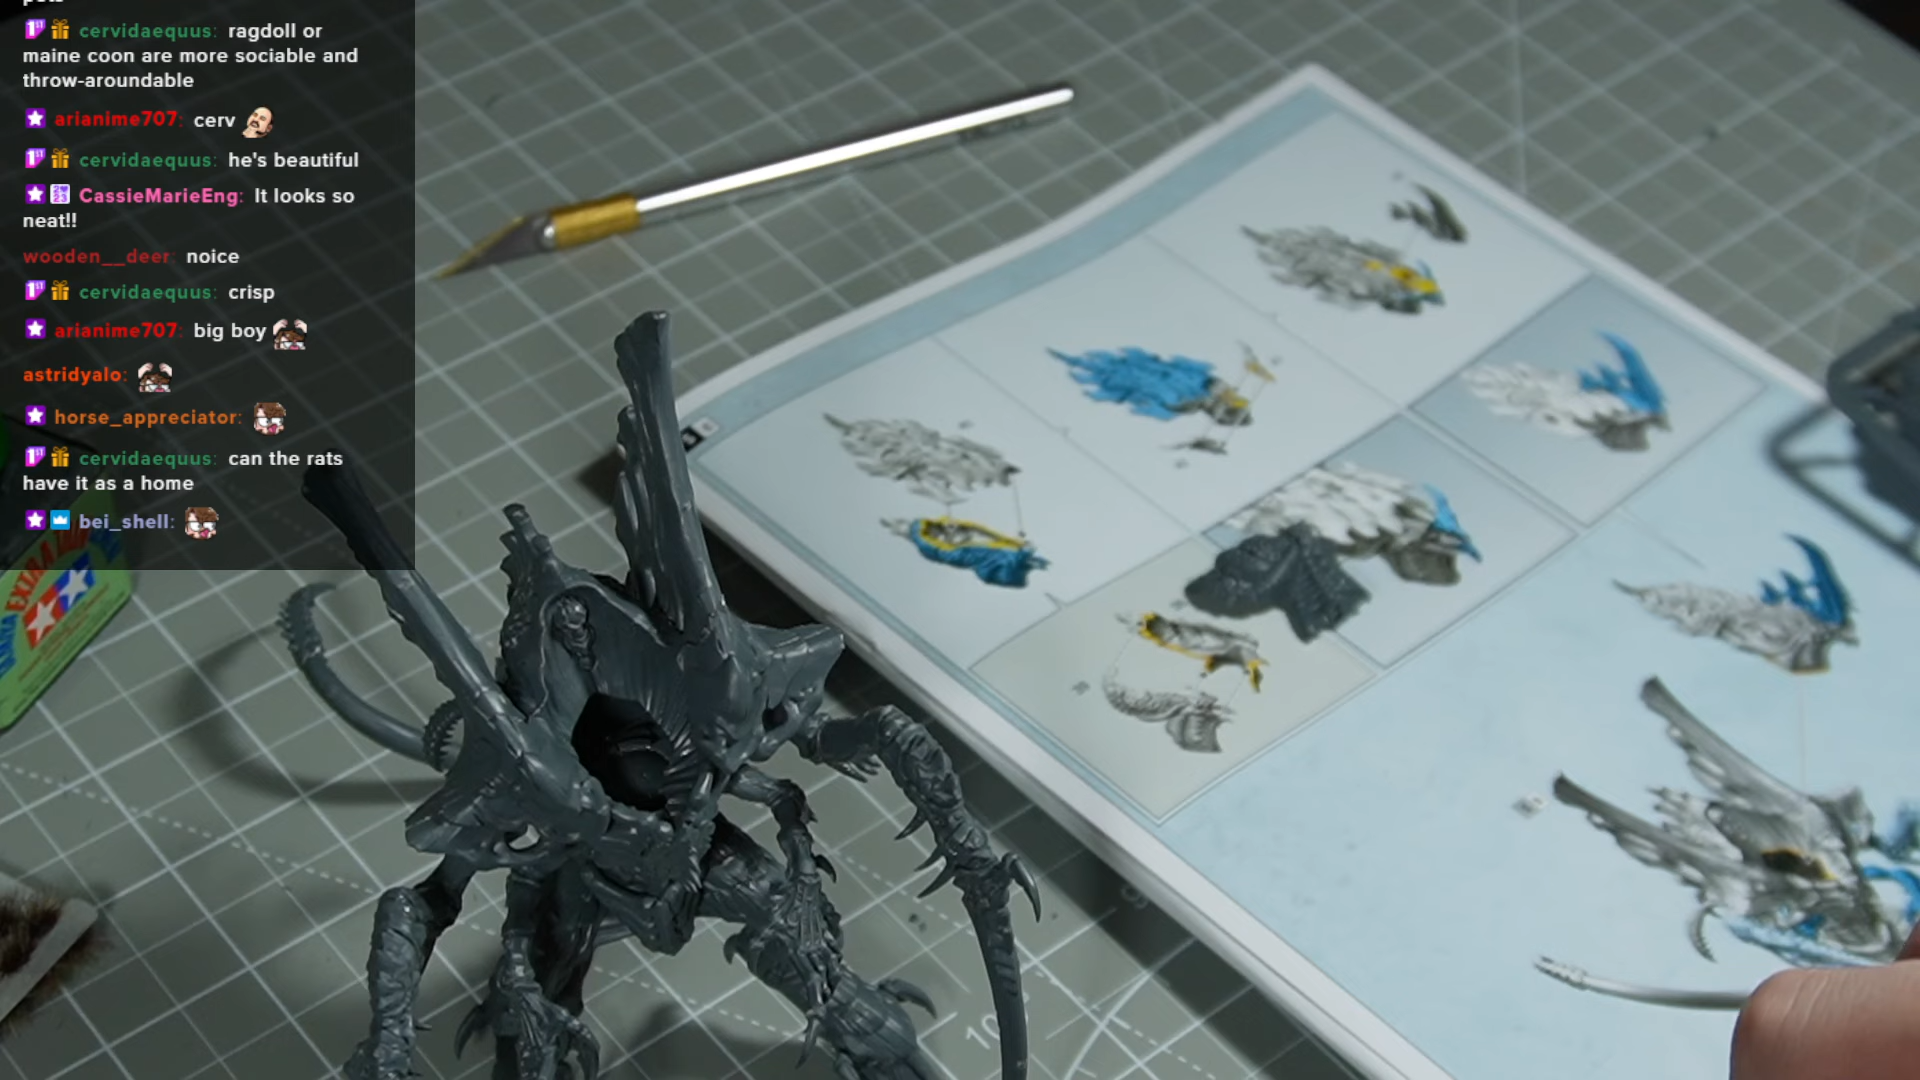 cervidaequus: ragdoll or
maine coon are more sociable and
throw-aroundable
arianime707: cerv
cervidaequus: he's beautiful
CassieMarieEng: It looks so
neat!!
wooden__deer: noice
cervidaequus: crisp
arianime707: big boy
astridyalo:
horse_appreciator:
cervidaequus: can the rats
have it as a home
bei_shell:
EXTRA
10